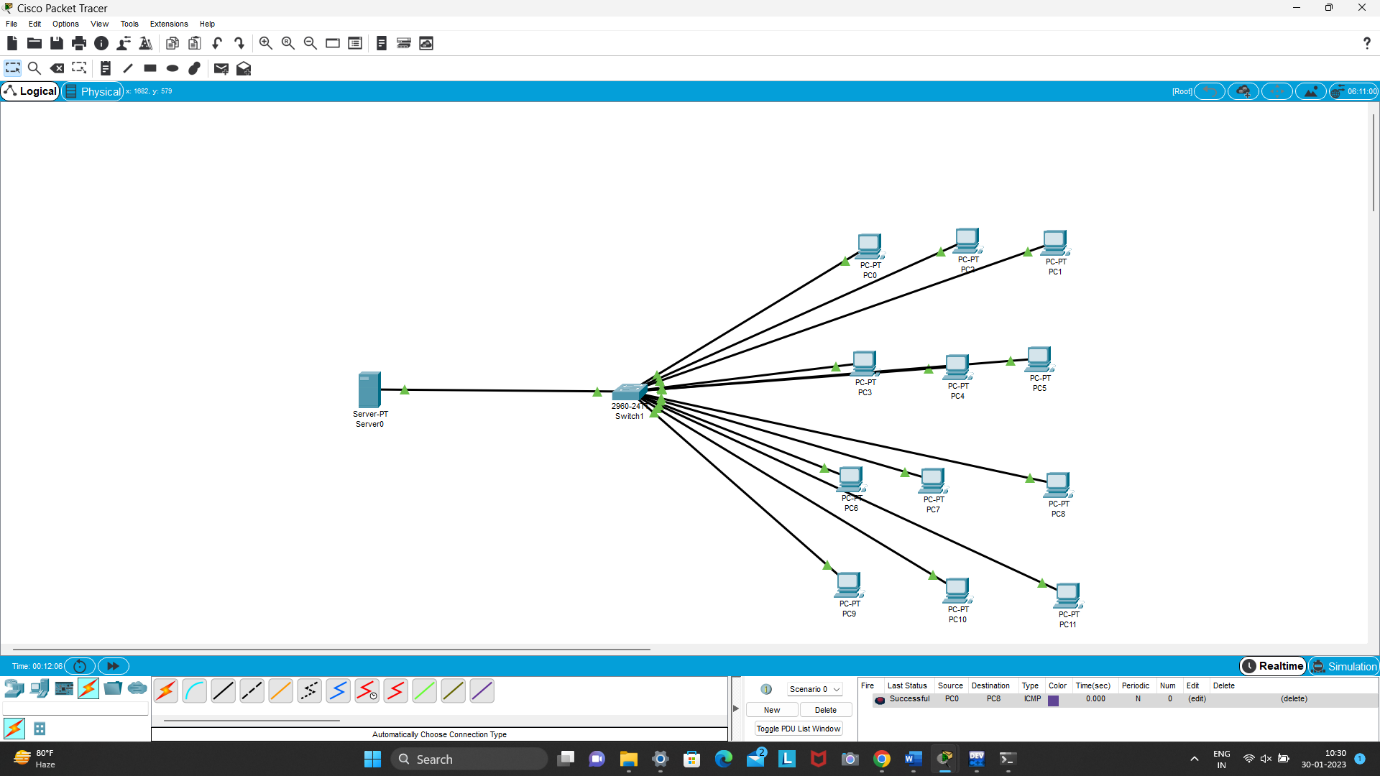 Cisco Packet Tracer
File Edit Options View Tools Extensions Help
Logical Physical x: 1682, y: 579 [Root] 06:11:00
PC-PT
PC0
PC-PT
PC2
PC-PT
PC1
PC-PT
PC3
PC-PT
PC4
PC-PT
PC5
Server-PT
Server0
2960-24T
Switch1
PC-PT
PC6
PC-PT
PC7
PC-PT
PC8
PC-PT
PC9
PC-PT
PC10
PC-PT
PC11
Time: 00:12:06 Realtime Simulation
Scenario 0
New Delete
Toggle PDU List Window
Fire Last Status Source Destination Type Color Time(sec) Periodic Num Edit Delete
Successful PC0 PC8 ICMP 0.000 N 0 (edit) (delete)
Automatically Choose Connection Type
80°F
Haze
Search
2
L
W
DEV
ENG
IN
10:30
30-01-2023
1